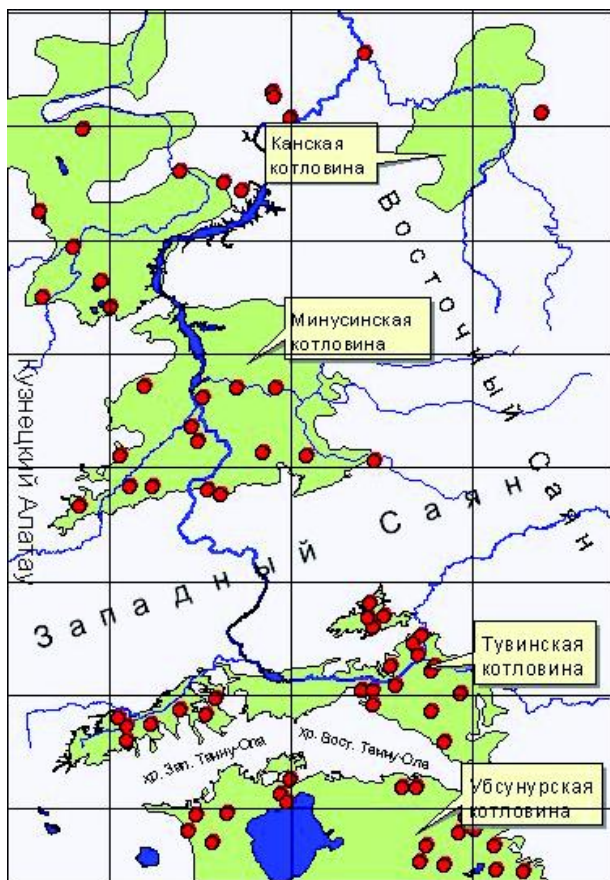 Канская
котловина
Восточный Саян
Минусинская
котловина
Кузнецкий Алатау
Западный Саян
Тувинская
котловина
хр. Зап. Танну-Ола
хр. Вост. Танну-Ола
Убсунурская
котловина